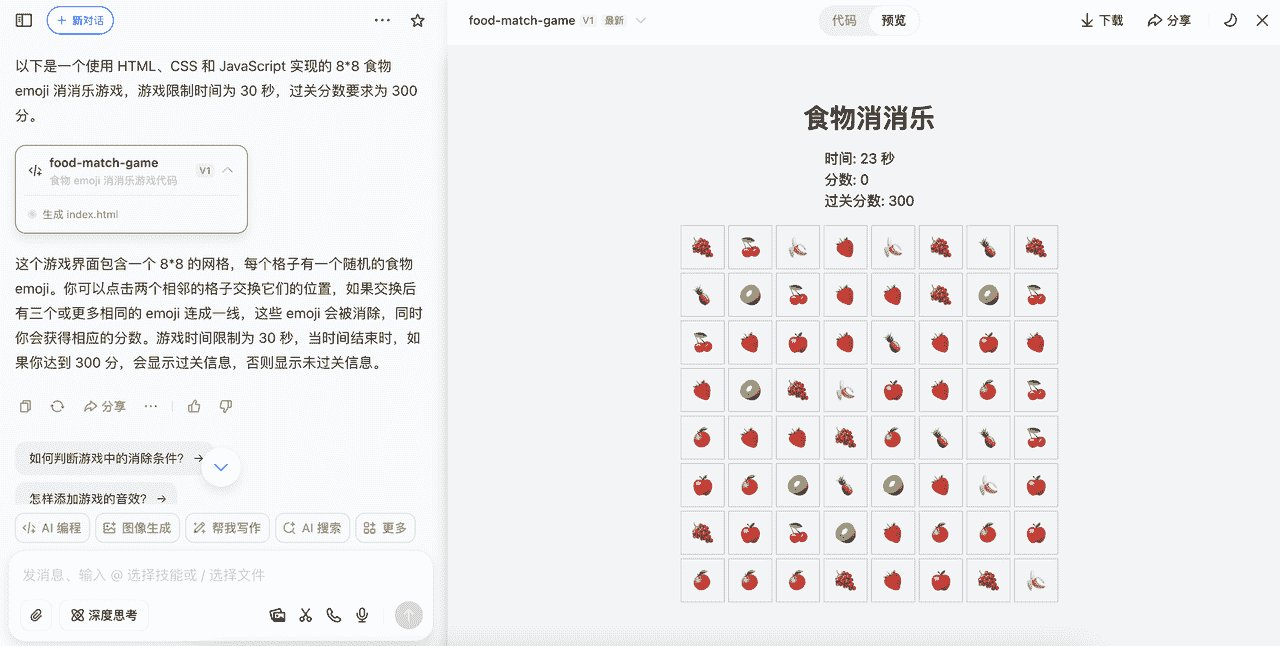 新对话
以下是一个使用 HTML、CSS 和 JavaScript 实现的 8*8 食物
emoji 消消乐游戏，游戏限制时间为 30 秒，过关分数要求为 300
分。
food-match-game
V1
食物 emoji 消消乐游戏代码
生成 index.html
这个游戏界面包含一个 8*8 的网格，每个格子有一个随机的食物
emoji。你可以点击两个相邻的格子交换它们的位置，如果交换后
有三个或更多相同的 emoji 连成一线，这些 emoji 会被消除，同时
你会获得相应的分数。游戏时间限制为 30 秒，当时间结束时，如
果你达到 300 分，会显示过关信息，否则显示未过关信息。
分享
如何判断游戏中的消除条件？ →
怎样添加游戏的音效？ →
AI 编程
图像生成
帮我写作
AI 搜索
更多
发消息、输入 @ 选择技能或 / 选择文件
深度思考
food-match-game V1 最新
代码
预览
下载
分享
食物消消乐
时间: 23 秒
分数: 0
过关分数: 300